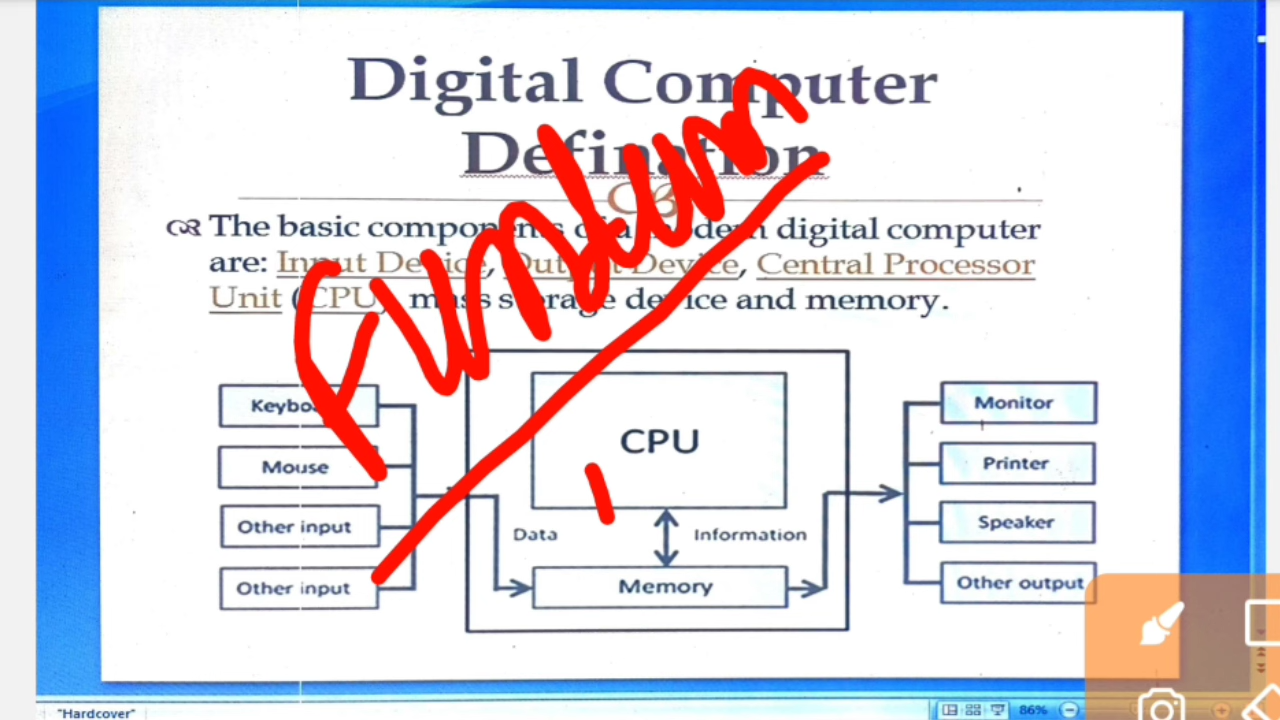 Digital Computer
Defination
The basic components of a modern digital computer
are: Input Device, Output Device, Central Processor
Unit (CPU), mass storage device and memory.
Keyboard
Mouse
Other input
Other input
CPU
Data
Information
Memory
Monitor
Printer
Speaker
Other output
"Hardcover"
86%